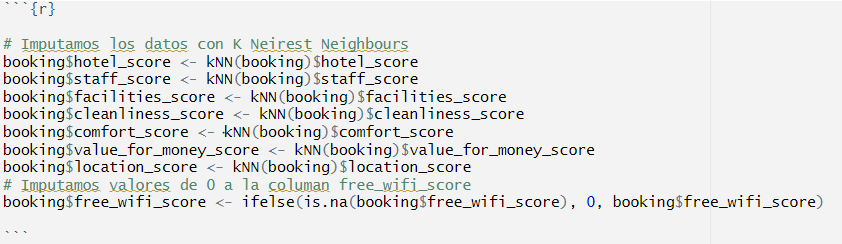 ```{r}
# Imputamos los datos con K Neirest Neighbours
booking$hotel_score <- kNN(booking)$hotel_score
booking$staff_score <- kNN(booking)$staff_score
booking$facilities_score <- kNN(booking)$facilities_score
booking$cleanliness_score <- kNN(booking)$cleanliness_score
booking$comfort_score <- kNN(booking)$comfort_score
booking$value_for_money_score <- kNN(booking)$value_for_money_score
booking$location_score <- kNN(booking)$location_score
# Imputamos valores de 0 a la columan free_wifi_score
booking$free_wifi_score <- ifelse(is.na(booking$free_wifi_score), 0, booking$free_wifi_score)
```